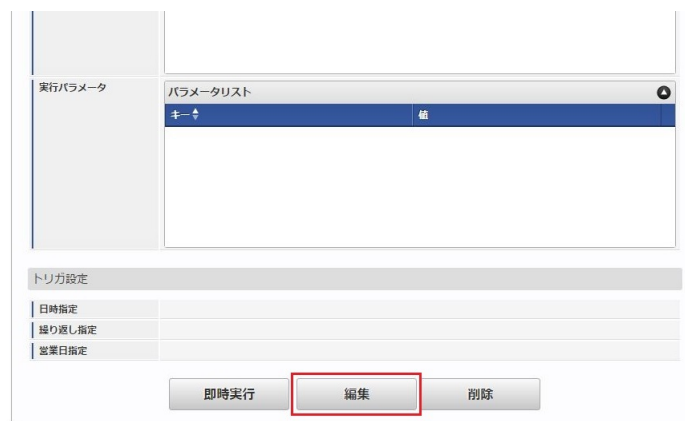 実行パラメータ
パラメータリスト
キー 値
トリガ設定
日時指定
繰り返し指定
営業日指定
即時実行 編集 削除